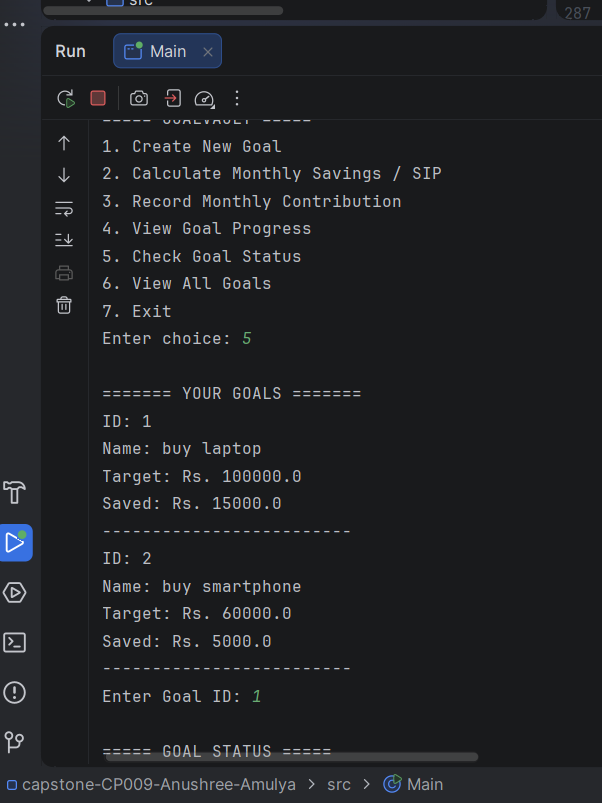 src
287
Run
Main
===== GOALVAULT =====
1. Create New Goal
2. Calculate Monthly Savings / SIP
3. Record Monthly Contribution
4. View Goal Progress
5. Check Goal Status
6. View All Goals
7. Exit
Enter choice: 5
======= YOUR GOALS =======
ID: 1
Name: buy laptop
Target: Rs. 100000.0
Saved: Rs. 15000.0
-------------------------
ID: 2
Name: buy smartphone
Target: Rs. 60000.0
Saved: Rs. 5000.0
-------------------------
Enter Goal ID: 1
===== GOAL STATUS =====
capstone-CP009-Anushree-Amulya > src > Main